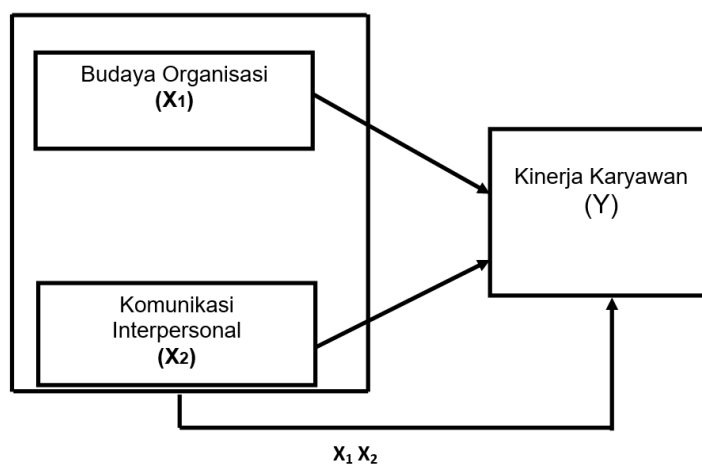 Budaya Organisasi
(X1)
Kinerja Karyawan
(Y)
Komunikasi
Interpersonal
(X2)
X1 X2